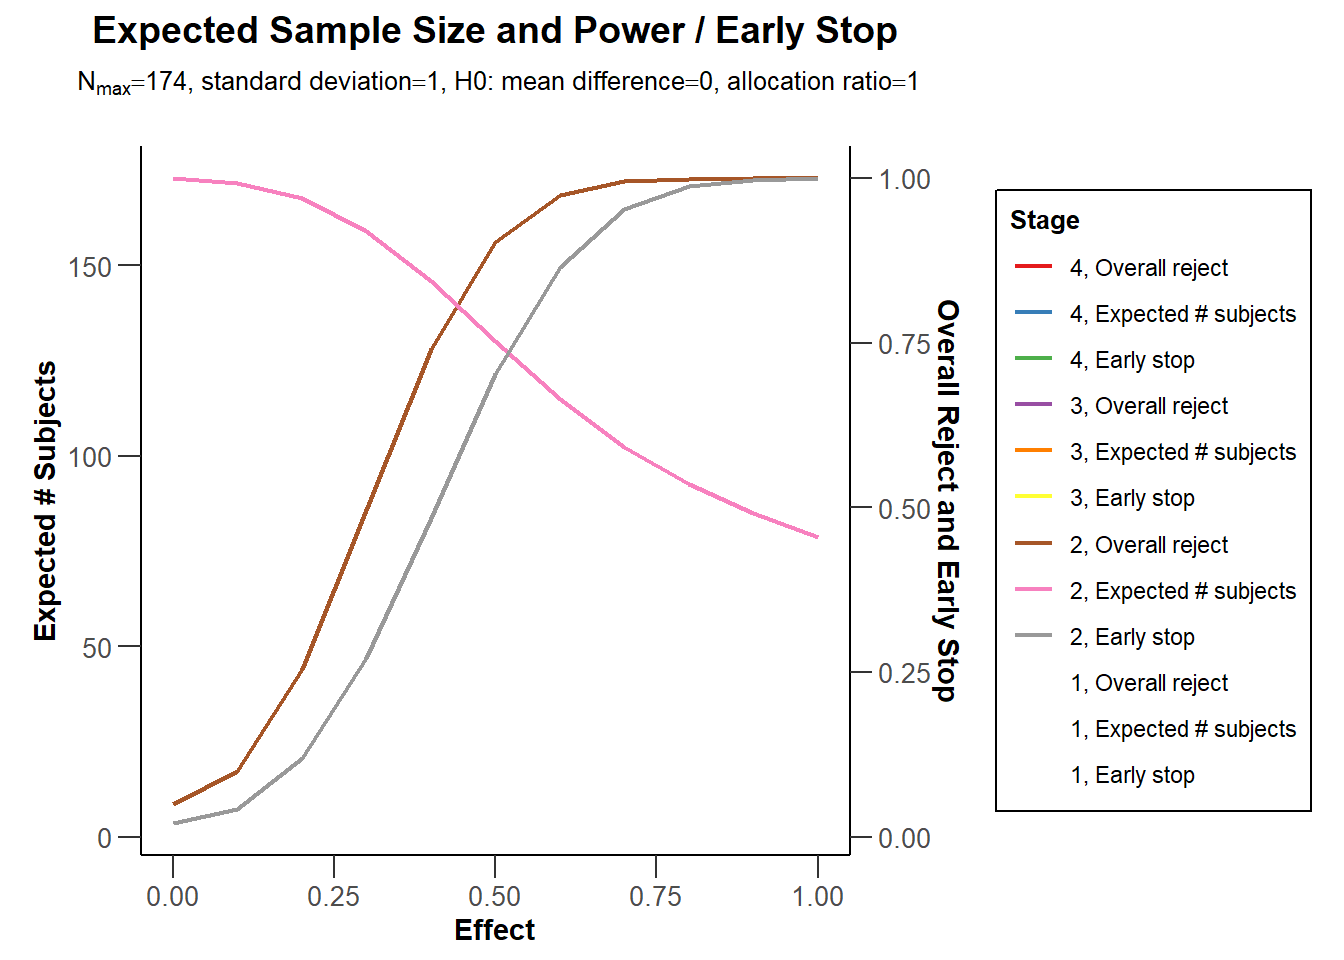 Expected Sample Size and Power / Early Stop
Nmax=174, standard deviation=1, H0: mean difference=0, allocation ratio=1
Expected # Subjects
150
100
50
0
0.00
0.25
0.50
0.75
1.00
Effect
1.00
0.75
0.50
0.25
0.00
Overall Reject and Early Stop
Stage
4, Overall reject
4, Expected # subjects
4, Early stop
3, Overall reject
3, Expected # subjects
3, Early stop
2, Overall reject
2, Expected # subjects
2, Early stop
1, Overall reject
1, Expected # subjects
1, Early stop